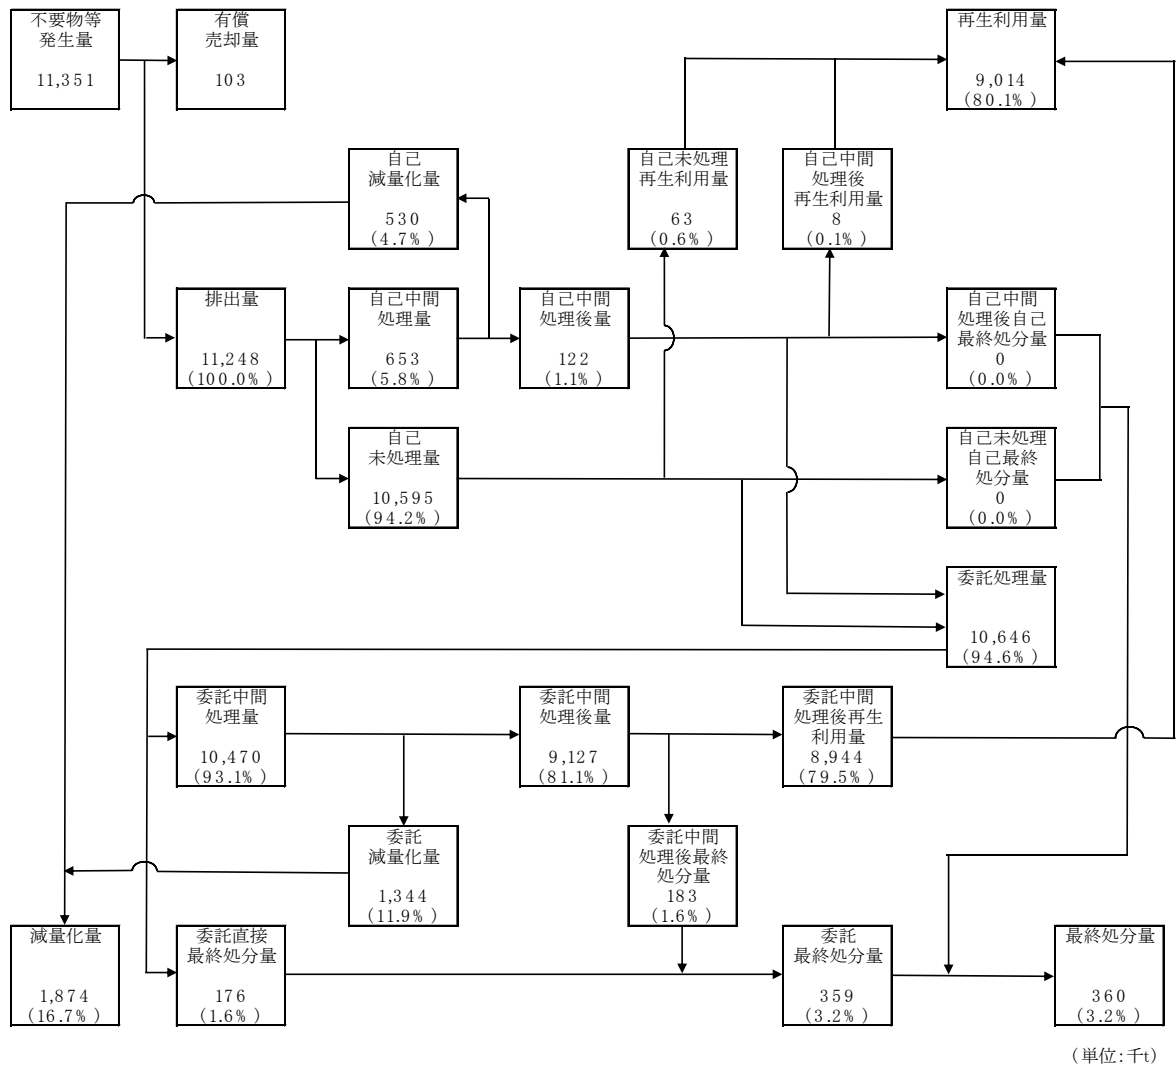 不要物等
発生量
11,351
有償
売却量
103
再生利用量
9,014
(80.1%)
自己
減量化量
530
(4.7%)
自己未処理
再生利用量
63
(0.6%)
自己中間
処理後
再生利用量
8
(0.1%)
排出量
11,248
(100.0%)
自己中間
処理量
653
(5.8%)
自己中間
処理後量
122
(1.1%)
自己中間
処理後自己
最終処分量
0
(0.0%)
自己
未処理量
10,595
(94.2%)
自己未処理
自己最終
処分量
0
(0.0%)
委託処理量
10,646
(94.6%)
委託中間
処理量
10,470
(93.1%)
委託中間
処理後量
9,127
(81.1%)
委託中間
処理後再生
利用量
8,944
(79.5%)
委託
減量化量
1,344
(11.9%)
委託中間
処理後最終
処分量
183
(1.6%)
減量化量
1,874
(16.7%)
委託直接
最終処分量
176
(1.6%)
委託
最終処分量
359
(3.2%)
最終処分量
360
(3.2%)
(単位:千t)